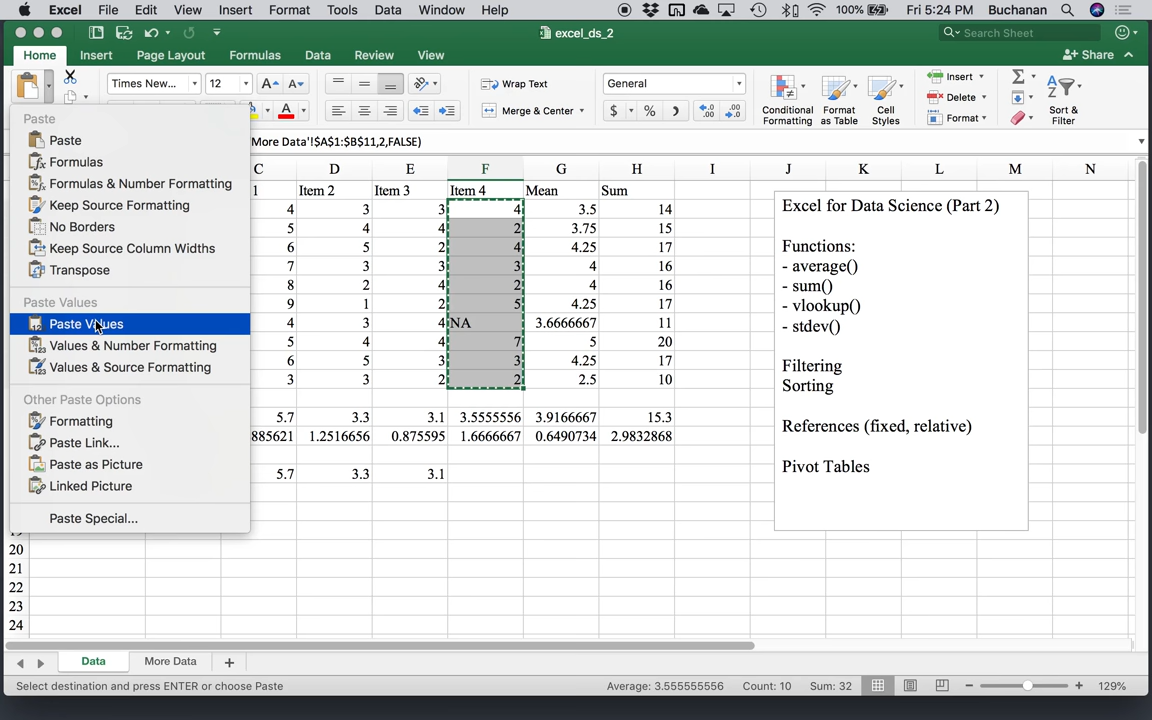 Excel File Edit View Insert Format Tools Data Window Help 100% Fri 5:24 PM Buchanan
excel_ds_2 Search Sheet
Home Insert Page Layout Formulas Data Review View Share
Times New... 12 A A Wrap Text General Insert Σ
A Merge & Center $ % Conditional Formatting Format as Table Cell Styles Delete Format Sort & Filter
More Data'!$A$1:$B$11,2,FALSE)
Paste
Paste
Formulas
Formulas & Number Formatting
Keep Source Formatting
No Borders
Keep Source Column Widths
Transpose
Paste Values
Paste Values
Values & Number Formatting
Values & Source Formatting
Other Paste Options
Formatting
Paste Link...
Paste as Picture
Linked Picture
Paste Special...
C D E F G H I J K L M N
1 Item 2 Item 3 Item 4 Mean Sum
4 3 3 4 3.5 14
5 4 4 2 3.75 15
6 5 2 4 4.25 17
7 3 3 3 4 16
8 2 4 2 4 16
9 1 2 5 4.25 17
4 3 4 NA 3.6666667 11
5 4 4 7 5 20
6 5 3 3 4.25 17
3 3 2 2 2.5 10
5.7 3.3 3.1 3.5555556 3.9166667 15.3
885621 1.2516656 0.875595 1.6666667 0.6490734 2.9832868
5.7 3.3 3.1
Excel for Data Science (Part 2)
Functions:
- average()
- sum()
- vlookup()
- stdev()
Filtering
Sorting
References (fixed, relative)
Pivot Tables
20
21
22
23
24
Data More Data +
Select destination and press ENTER or choose Paste Average: 3.555555556 Count: 10 Sum: 32 129%